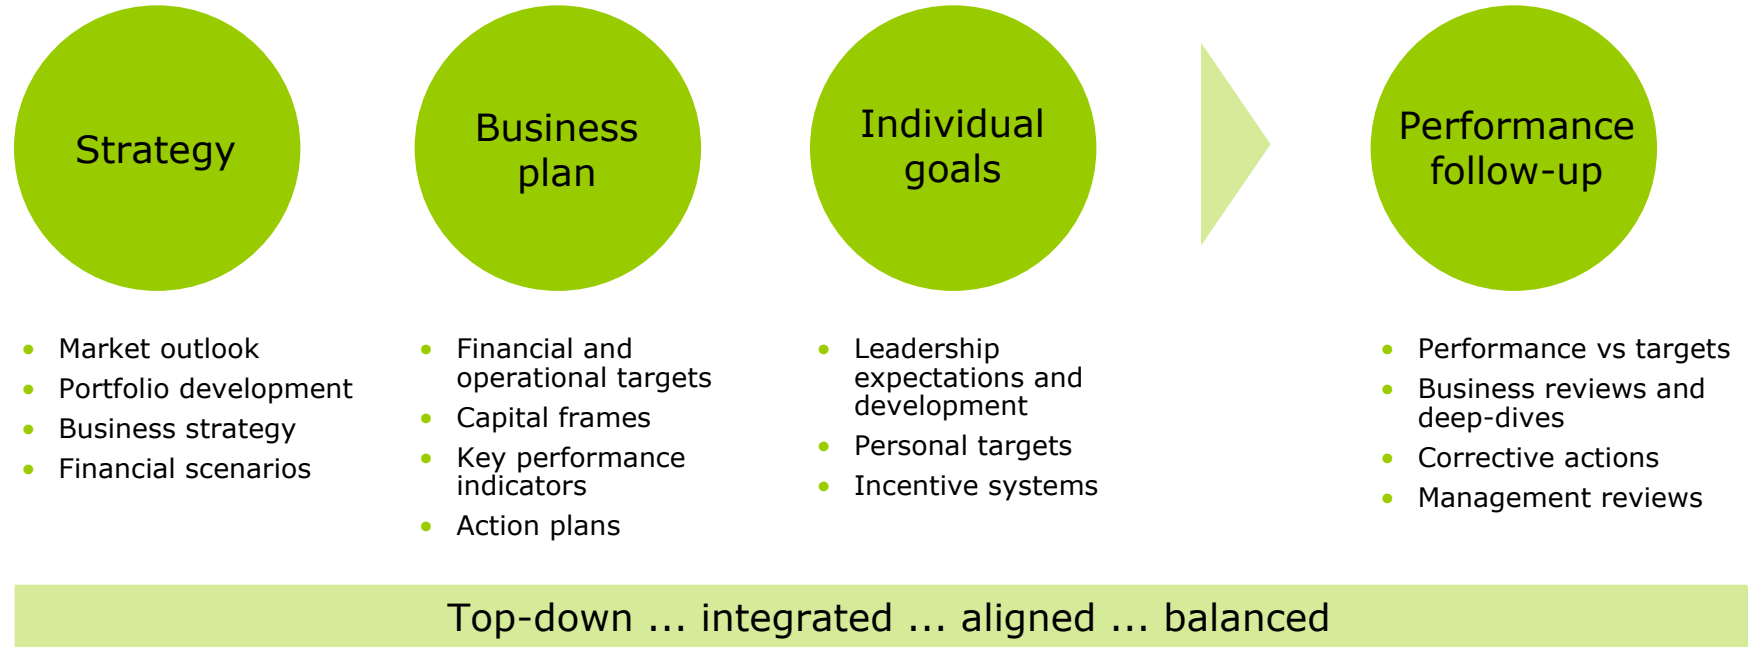 Strategy
Business
plan
Individual
goals
Performance
follow-up
• Market outlook
• Portfolio development
• Business strategy
• Financial scenarios
• Financial and
operational targets
• Capital frames
• Key performance
indicators
• Action plans
• Leadership
expectations and
development
• Personal targets
• Incentive systems
• Performance vs targets
• Business reviews and
deep-dives
• Corrective actions
• Management reviews
Top-down ... integrated ... aligned ... balanced